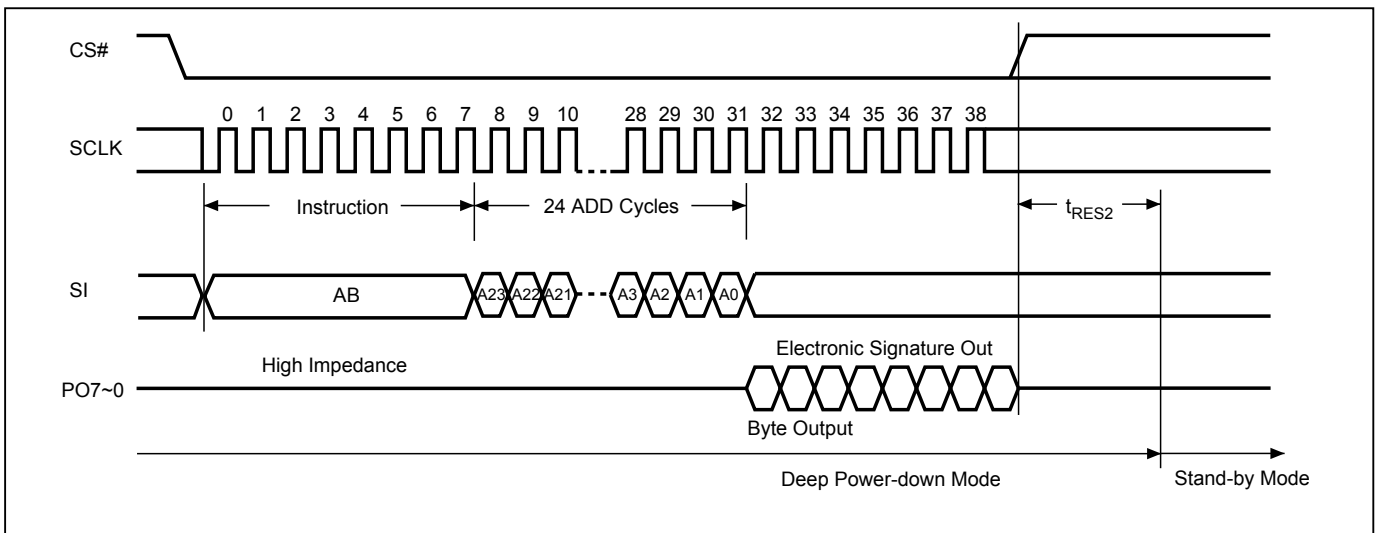 CS#
0 1 2 3 4 5 6 7 8 9 10 28 29 30 31 32 33 34 35 36 37 38
SCLK
Instruction 24 ADD Cycles tRES2
SI AB A23 A22 A21 A3 A2 A1 A0
Electronic Signature Out
High Impedance
PO7~0
Byte Output
Deep Power-down Mode Stand-by Mode